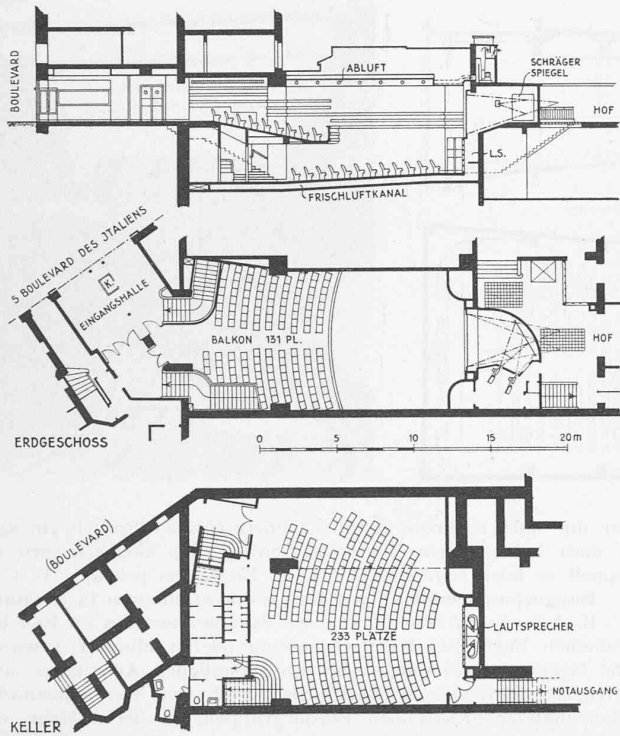 BOULEVARD
ABLUFT
SCHRÄGER
SPIEGEL
HOF
L.S.
FRISCHLUFTKANAL
5 BOULEVARD DES JTALIENS
K.
EINGANGSHALLE
BALKON 131 PL.
HOF
ERDGESCHOSS
0 5 10 15 20 m
(BOULEVARD)
233 PLÄTZE
LAUTSPRECHER
NOTAUSGANG
KELLER